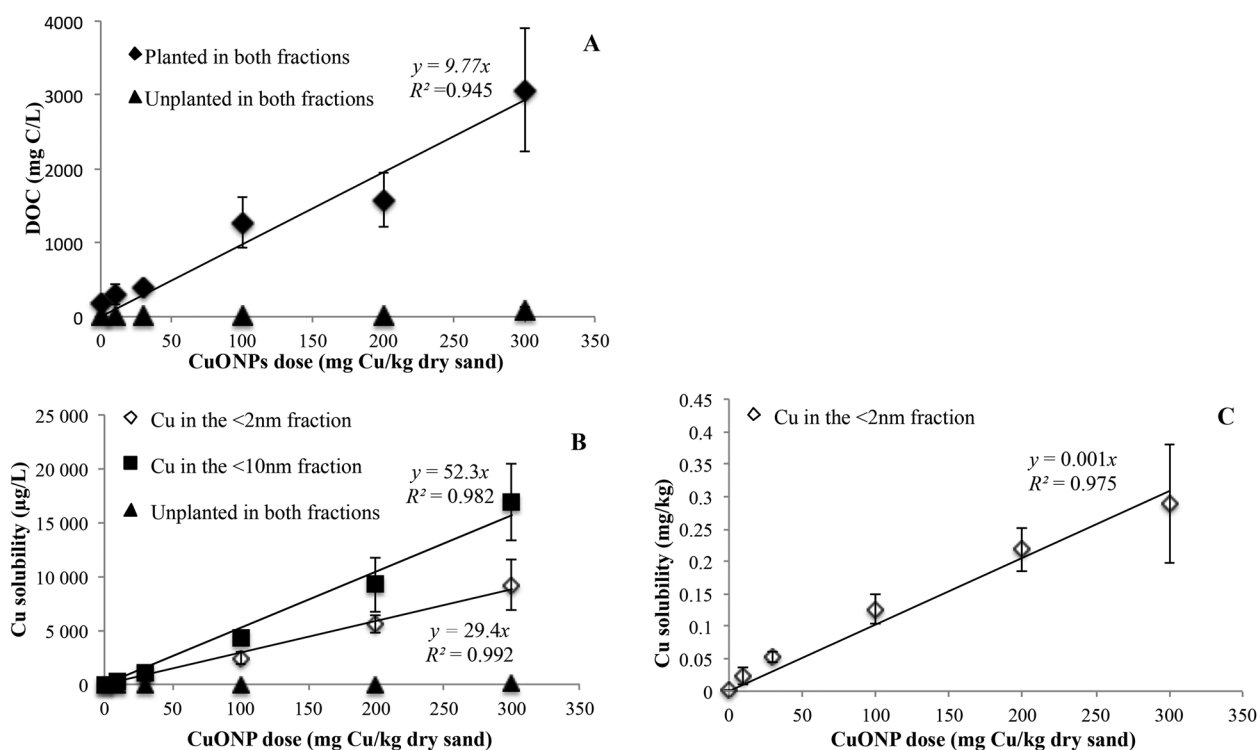 A
Planted in both fractions
Unplanted in both fractions
y = 9.77x
R² =0.945
4000
3000
2000
1000
0
DOC (mg C/L)
0 50 100 150 200 250 300 350
CuONPs dose (mg Cu/kg dry sand)
B
Cu in the <2nm fraction
Cu in the <10nm fraction
Unplanted in both fractions
y = 52.3x
R² = 0.982
y = 29.4x
R² = 0.992
25 000
20 000
15 000
10 000
5 000
0
Cu solubility (µg/L)
0 50 100 150 200 250 300 350
CuONP dose (mg Cu/kg dry sand)
C
Cu in the <2nm fraction
y = 0.001x
R² = 0.975
0.45
0.4
0.35
0.3
0.25
0.2
0.15
0.1
0.05
0
Cu solubility (mg/kg)
0 50 100 150 200 250 300 350
CuONP dose (mg Cu/kg dry sand)